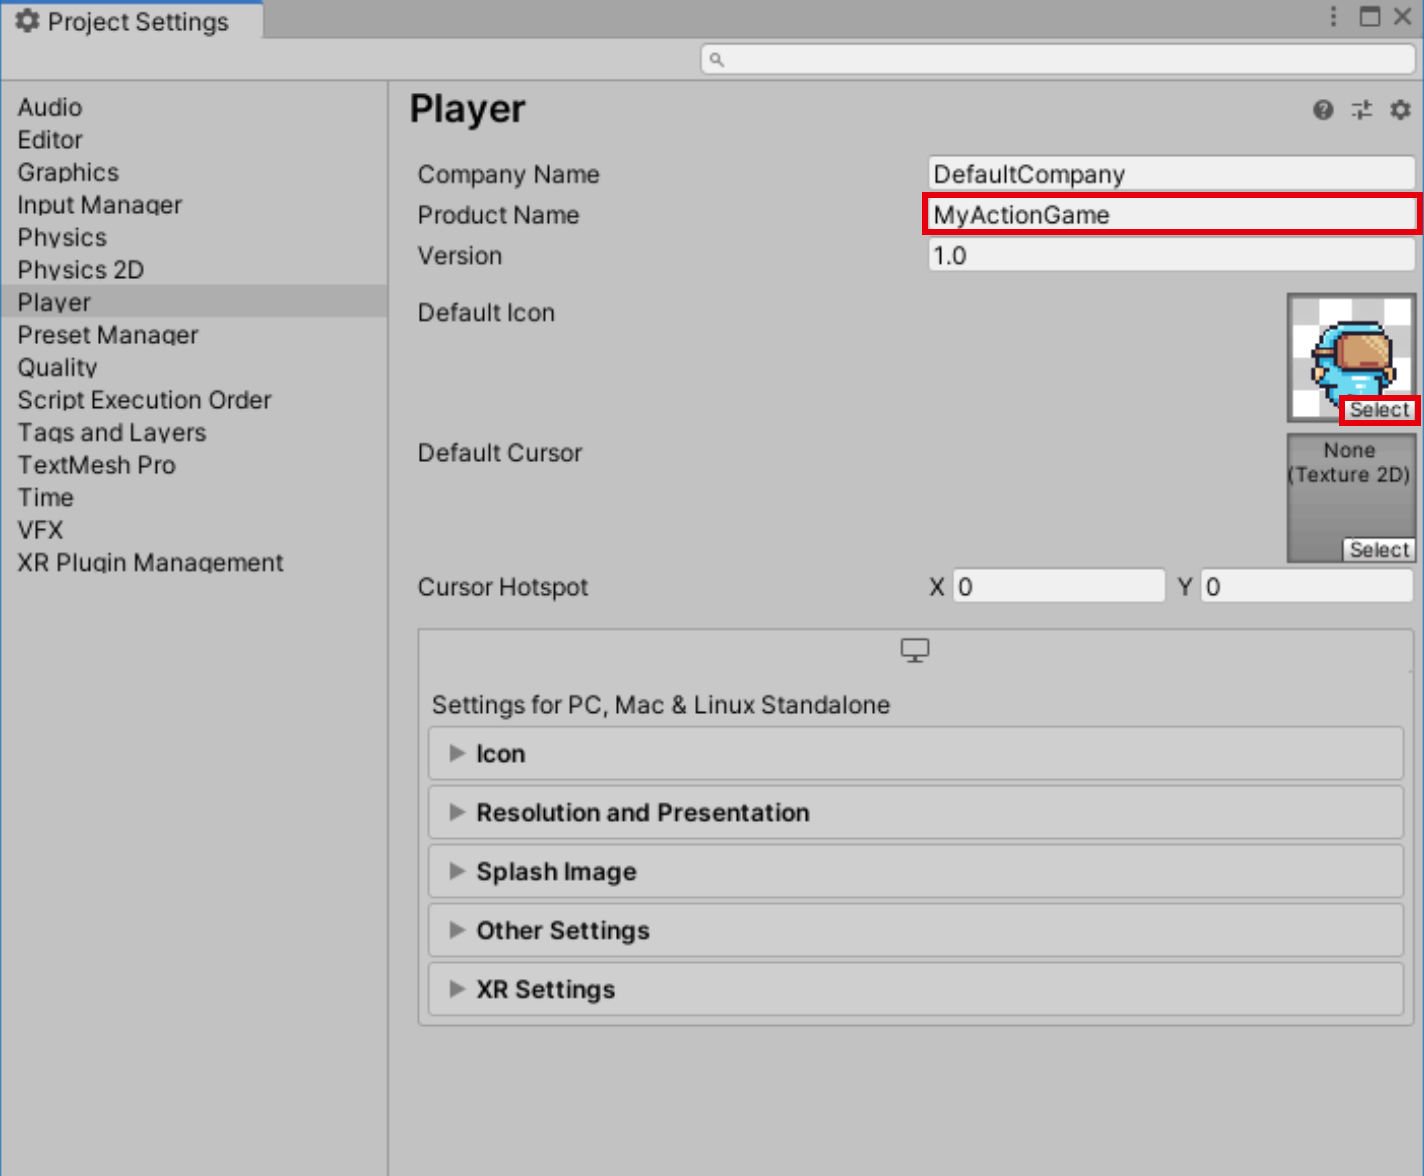 Project Settings
Audio
Editor
Graphics
Input Manager
Physics
Physics 2D
Player
Preset Manager
Quality
Script Execution Order
Tags and Layers
TextMesh Pro
Time
VFX
XR Plugin Management
Player
Company Name DefaultCompany
Product Name MyActionGame
Version 1.0
Default Icon
Select
Default Cursor
None
(Texture 2D)
Select
Cursor Hotspot X 0 Y 0
Settings for PC, Mac & Linux Standalone
Icon
Resolution and Presentation
Splash Image
Other Settings
XR Settings